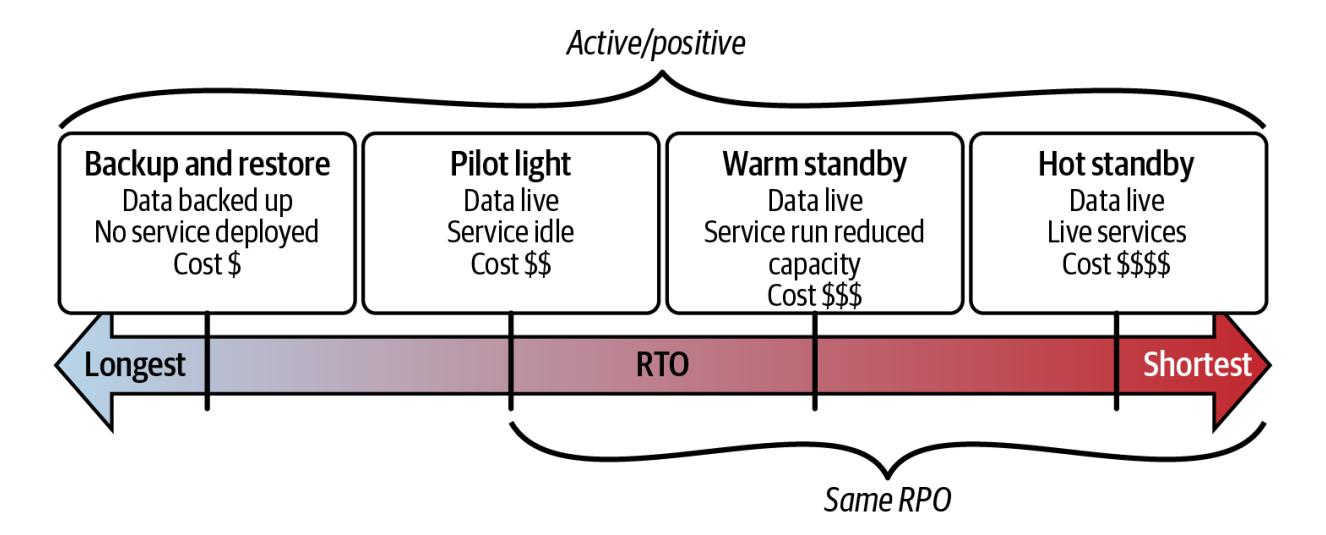 Active/positive
Backup and restore
Data backed up
No service deployed
Cost $
Pilot light
Data live
Service idle
Cost $$
Warm standby
Data live
Service run reduced
capacity
Cost $$$
Hot standby
Data live
Live services
Cost $$$$
Longest
RTO
Shortest
Same RPO